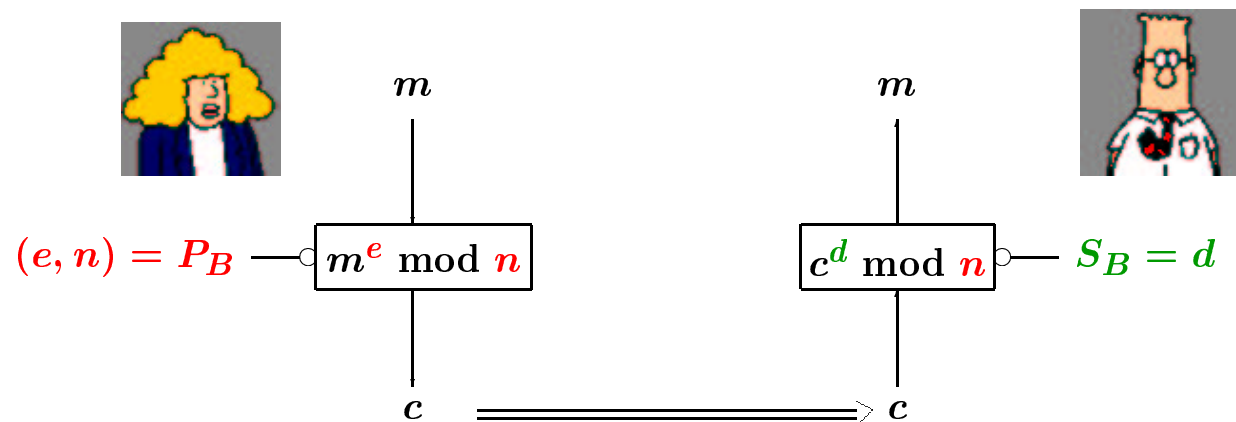 m
m
(e, n) = P_B
m^e mod n
c^d mod n
S_B = d
c
c